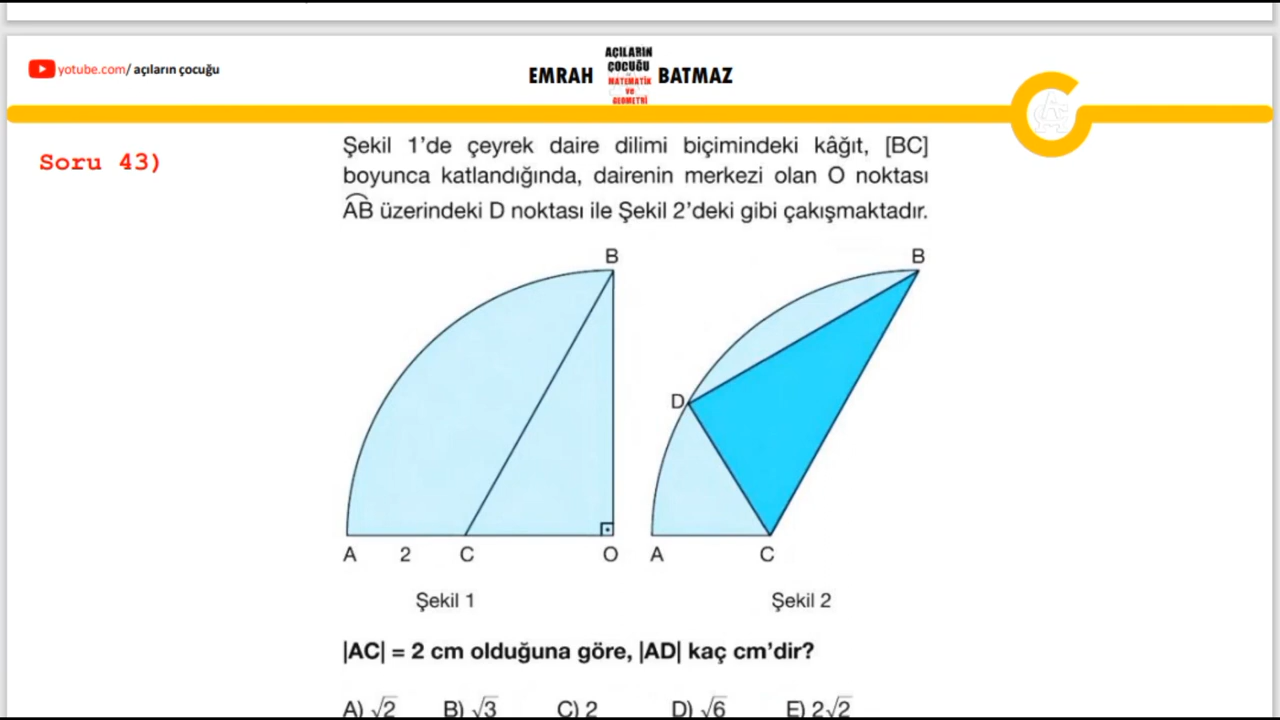 yotube.com/ açıların çocuğu
EMRAH
AÇILARIN
ÇOCUĞU
MATEMATİK
ve
GEOMETRİ
BATMAZ
Soru 43)
Şekil 1’de çeyrek daire dilimi biçimindeki kâğıt, [BC]
boyunca katlandığında, dairenin merkezi olan O noktası
AB üzerindeki D noktası ile Şekil 2’deki gibi çakışmaktadır.
B
A 2 C O
Şekil 1
B
D
A C
Şekil 2
|AC| = 2 cm olduğuna göre, |AD| kaç cm’dir?
A) √2 B) √3 C) 2 D) √6 E) 2√2